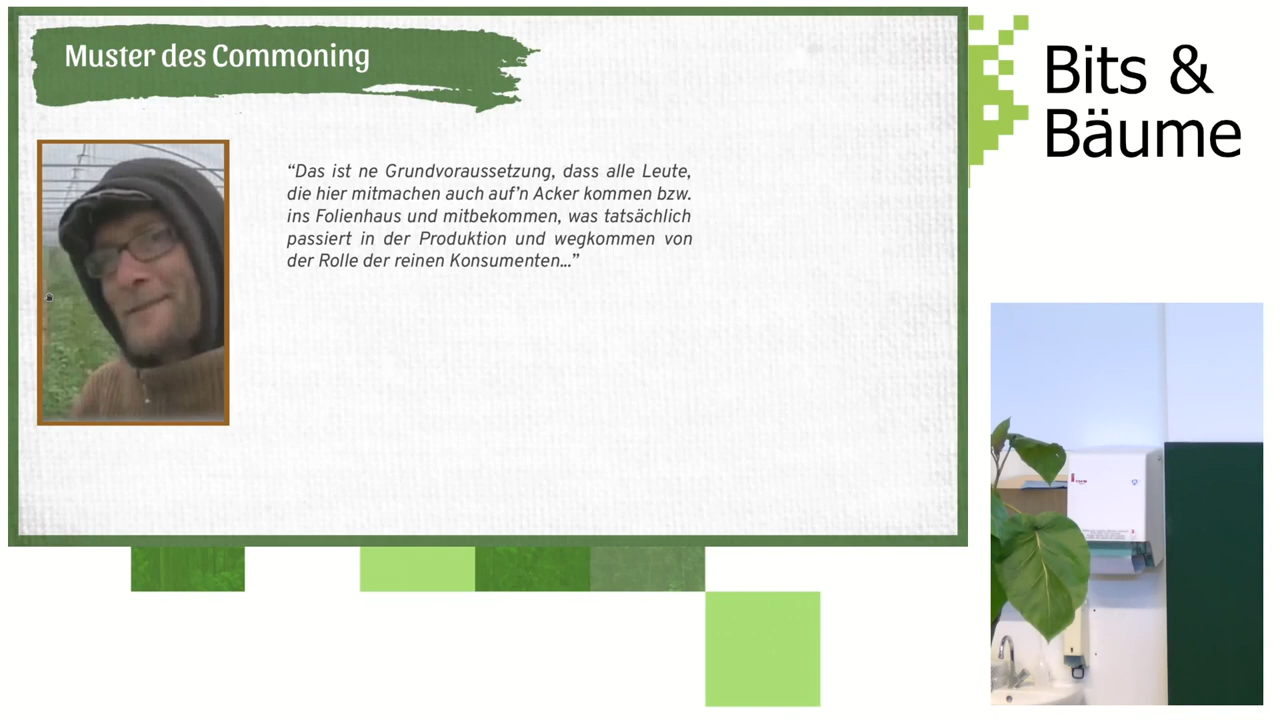 Muster des Commoning
“Das ist ne Grundvoraussetzung, dass alle Leute,
die hier mitmachen auch auf’n Acker kommen bzw.
ins Folienhaus und mitbekommen, was tatsächlich
passiert in der Produktion und wegkommen von
der Rolle der reinen Konsumenten...”
Bits &
Bäume